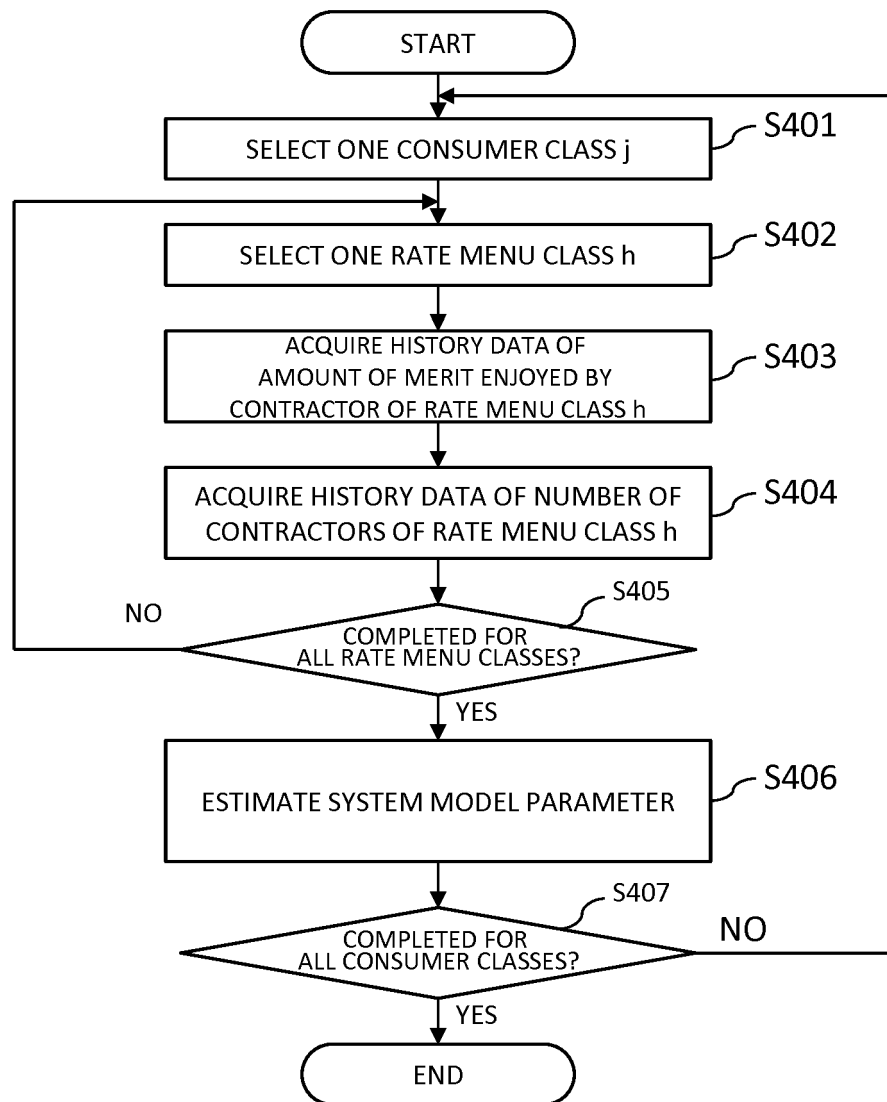 START
SELECT ONE CONSUMER CLASS j
S401
SELECT ONE RATE MENU CLASS h
S402
ACQUIRE HISTORY DATA OF
AMOUNT OF MERIT ENJOYED BY
CONTRACTOR OF RATE MENU CLASS h
S403
ACQUIRE HISTORY DATA OF NUMBER OF
CONTRACTORS OF RATE MENU CLASS h
S404
S405
NO
COMPLETED FOR
ALL RATE MENU CLASSES?
YES
ESTIMATE SYSTEM MODEL PARAMETER
S406
S407
COMPLETED FOR
ALL CONSUMER CLASSES?
NO
YES
END